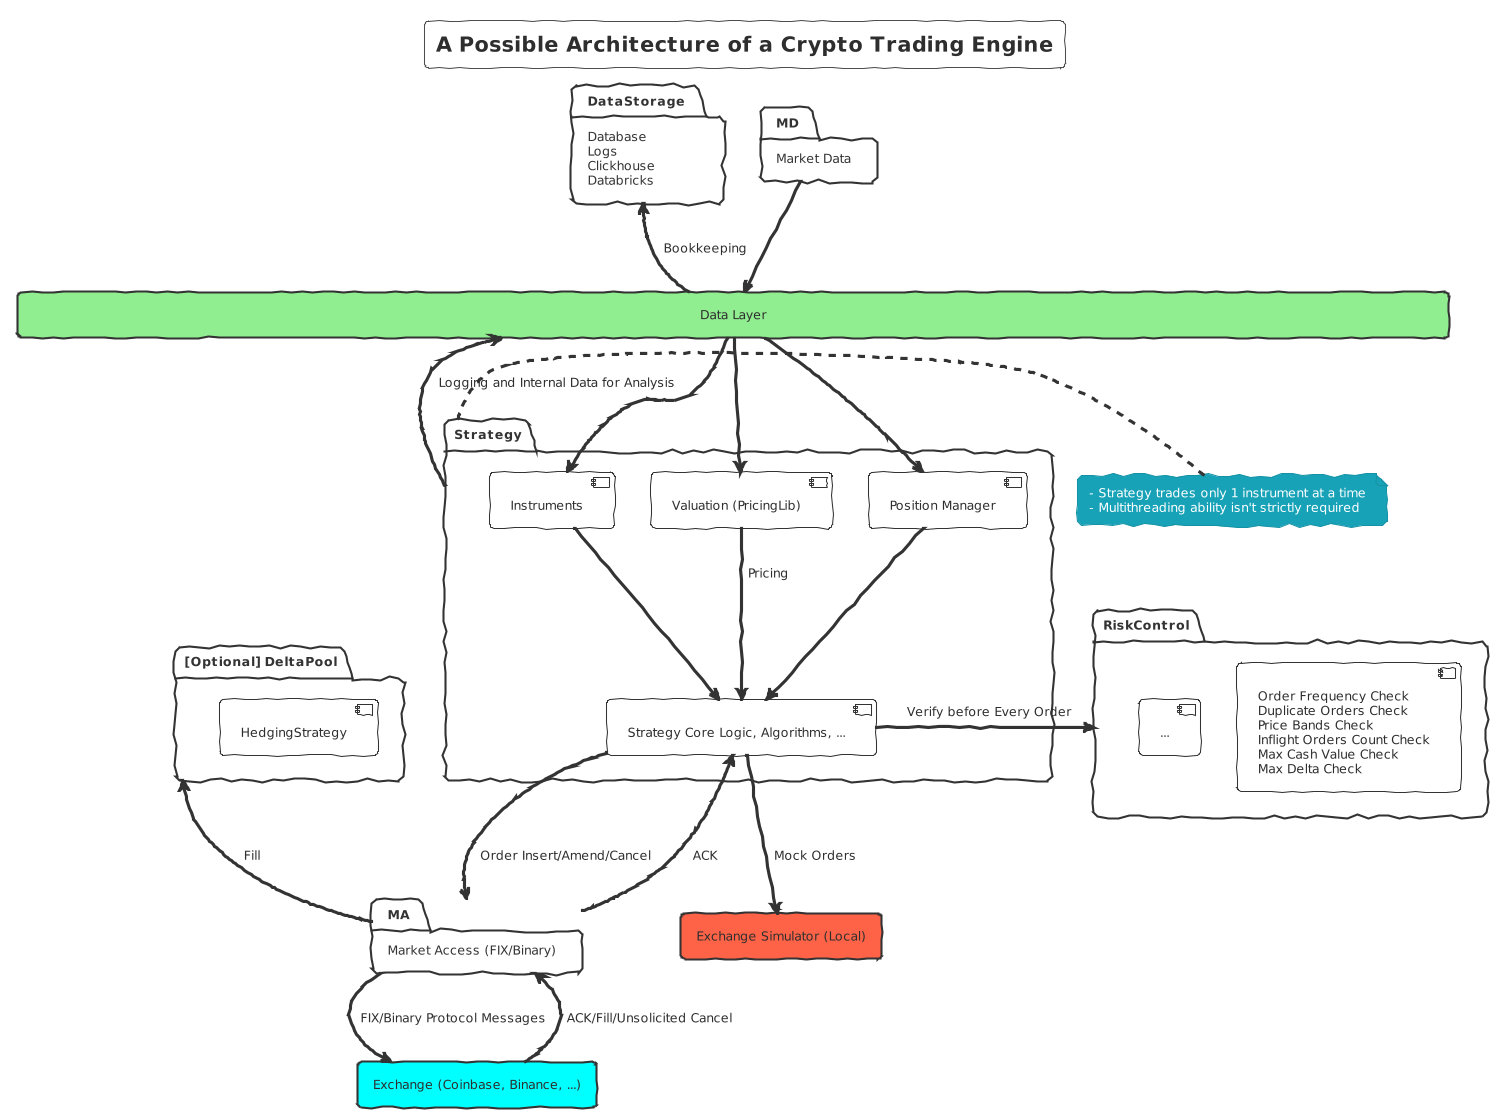 A Possible Architecture of a Crypto Trading Engine
DataStorage
Database
Logs
Clickhouse
Databricks
MD
Market Data
Bookkeeping
Data Layer
Logging and Internal Data for Analysis
Strategy
Instruments
Valuation (PricingLib)
Position Manager
- Strategy trades only 1 instrument at a time
- Multithreading ability isn't strictly required
Pricing
RiskControl
[Optional] DeltaPool
HedgingStrategy
Strategy Core Logic, Algorithms, ...
Verify before Every Order
...
Order Frequency Check
Duplicate Orders Check
Price Bands Check
Inflight Orders Count Check
Max Cash Value Check
Max Delta Check
Fill
Order Insert/Amend/Cancel
ACK
Mock Orders
MA
Market Access (FIX/Binary)
Exchange Simulator (Local)
FIX/Binary Protocol Messages
ACK/Fill/Unsolicited Cancel
Exchange (Coinbase, Binance, ...)